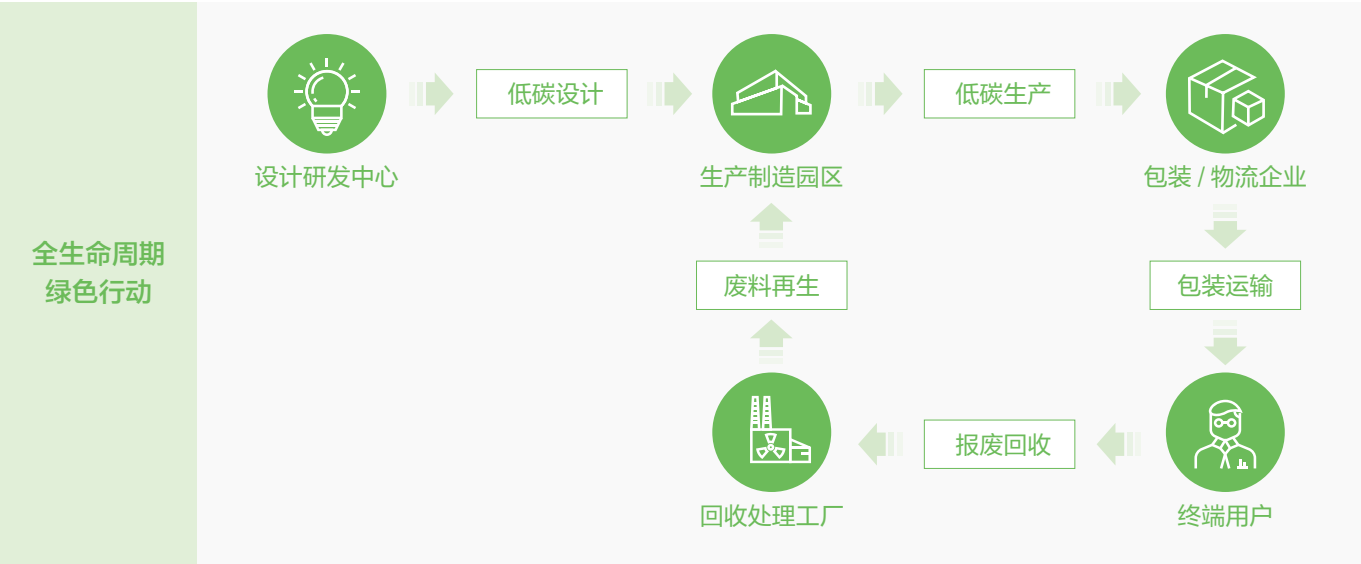 全生命周期
绿色行动
低碳设计
低碳生产
设计研发中心
生产制造园区
包装 / 物流企业
废料再生
包装运输
报废回收
回收处理工厂
终端用户